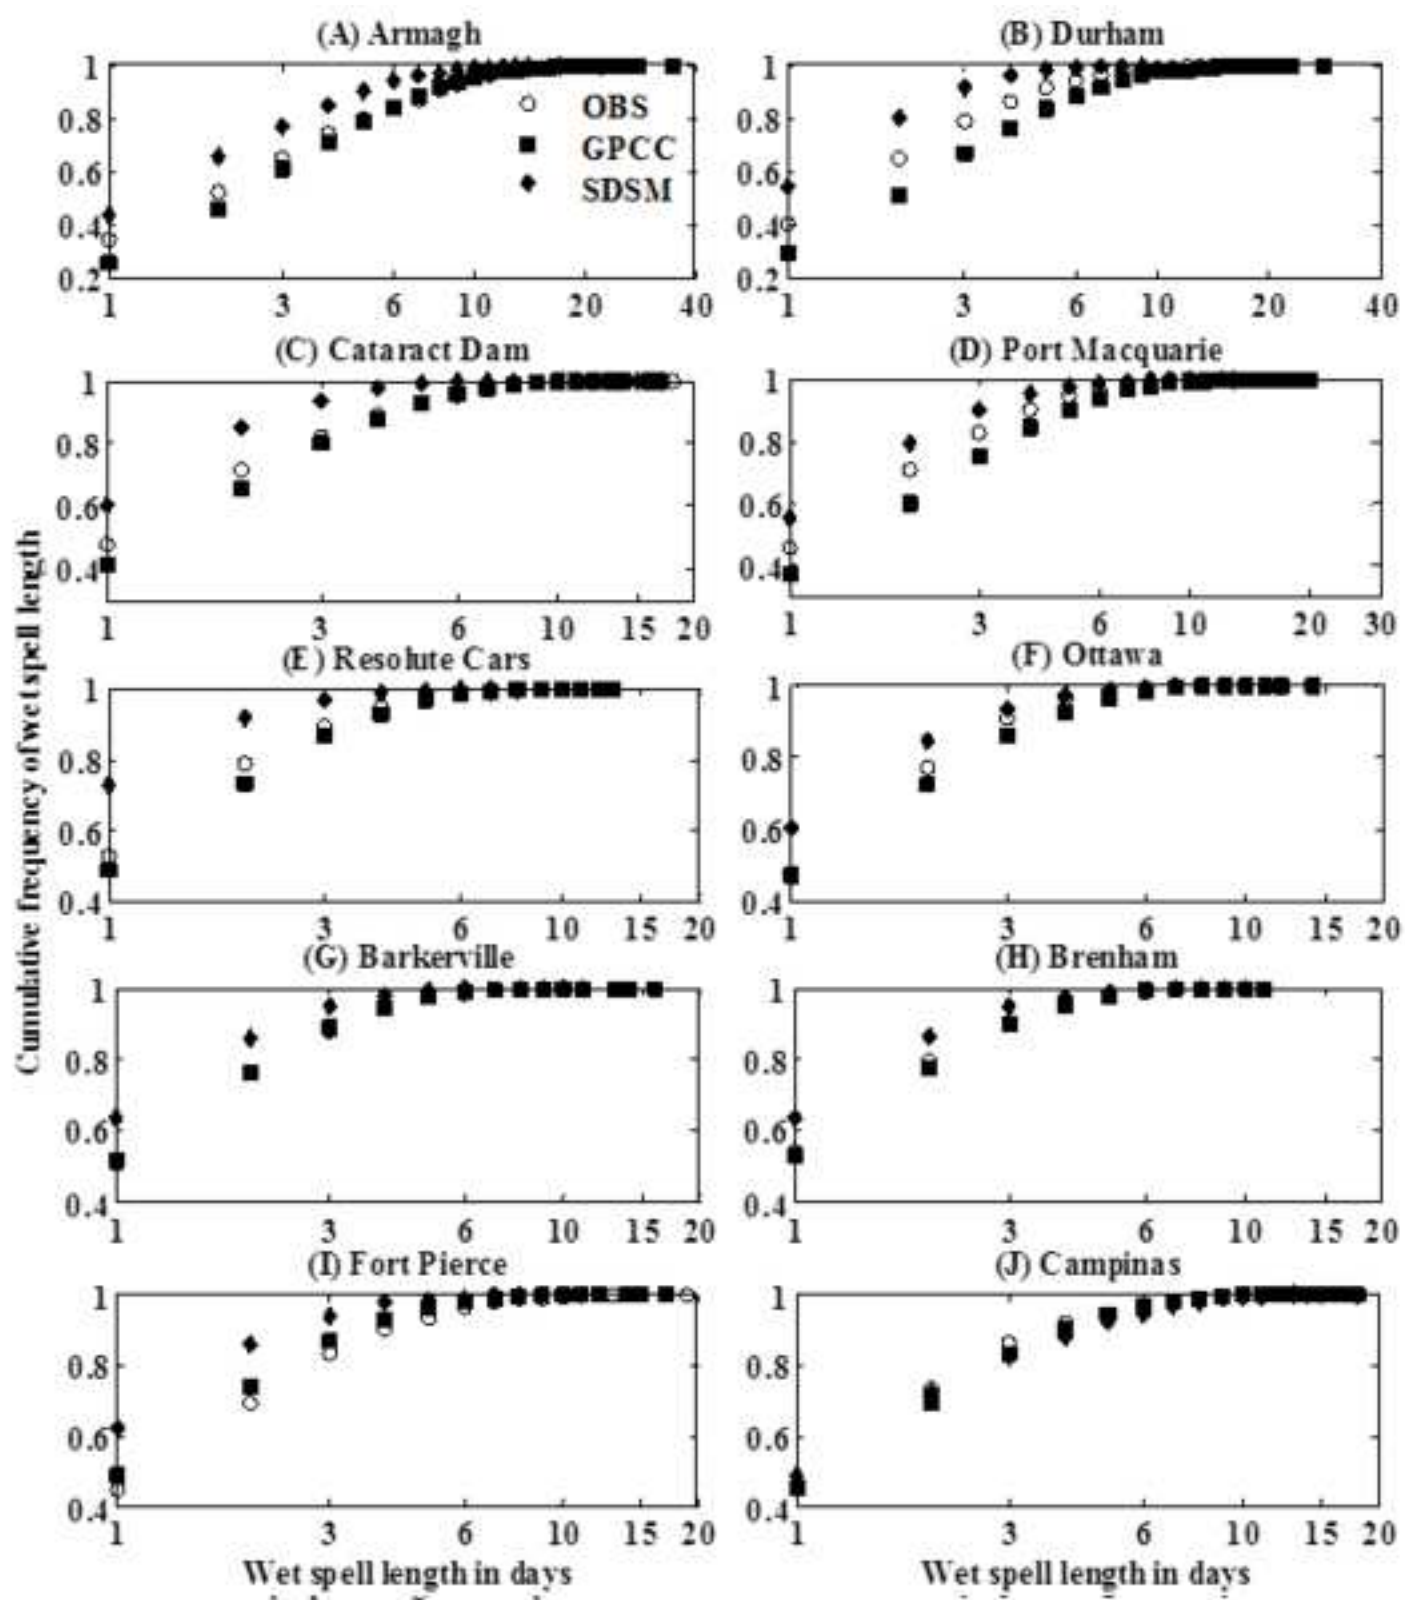 (A) Armagh
1
0.8
0.6
0.4
0.2
1 3 6 10 20 40
OBS
GPCC
SDSM
(B) Durham
1
0.8
0.6
0.4
0.2
1 3 6 10 20 40
(C) Cataract Dam
1
0.8
0.6
0.4
1 3 6 10 15 20
(D) Port Macquarie
1
0.8
0.6
0.4
1 3 6 10 20 30
Cumulative frequency of wet spell length
(E) Resolute Cars
1
0.8
0.6
0.4
1 3 6 10 15 20
(F) Ottawa
1
0.8
0.6
0.4
1 3 6 10 15 20
(G) Barkerville
1
0.8
0.6
0.4
1 3 6 10 15 20
(H) Brenham
1
0.8
0.6
0.4
1 3 6 10 15 20
(I) Fort Pierce
1
0.8
0.6
0.4
1 3 6 10 15 20
Wet spell length in days
(J) Campinas
1
0.8
0.6
0.4
1 3 6 10 15 20
Wet spell length in days